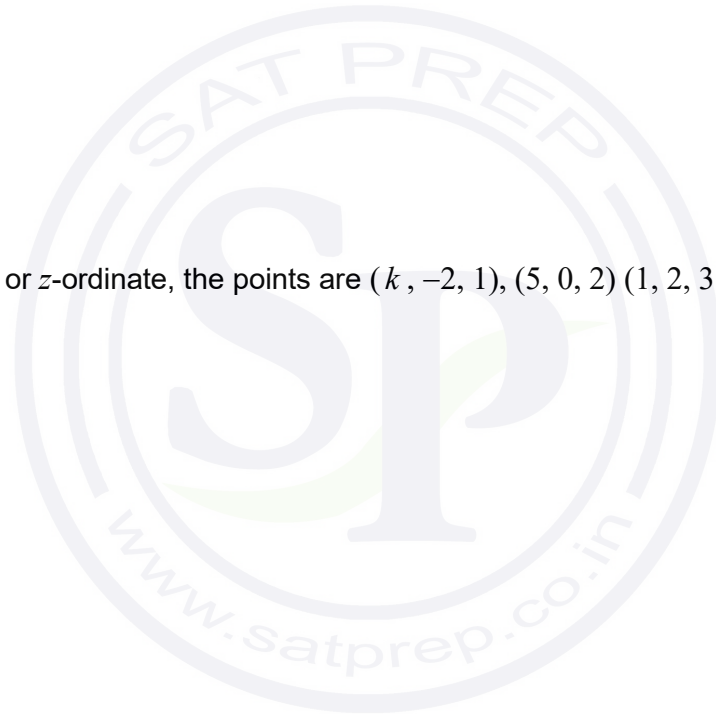 SAT PREP
or z-ordinate, the points are (k , –2, 1), (5, 0, 2) (1, 2, 3
SP
www.satprep.co.in